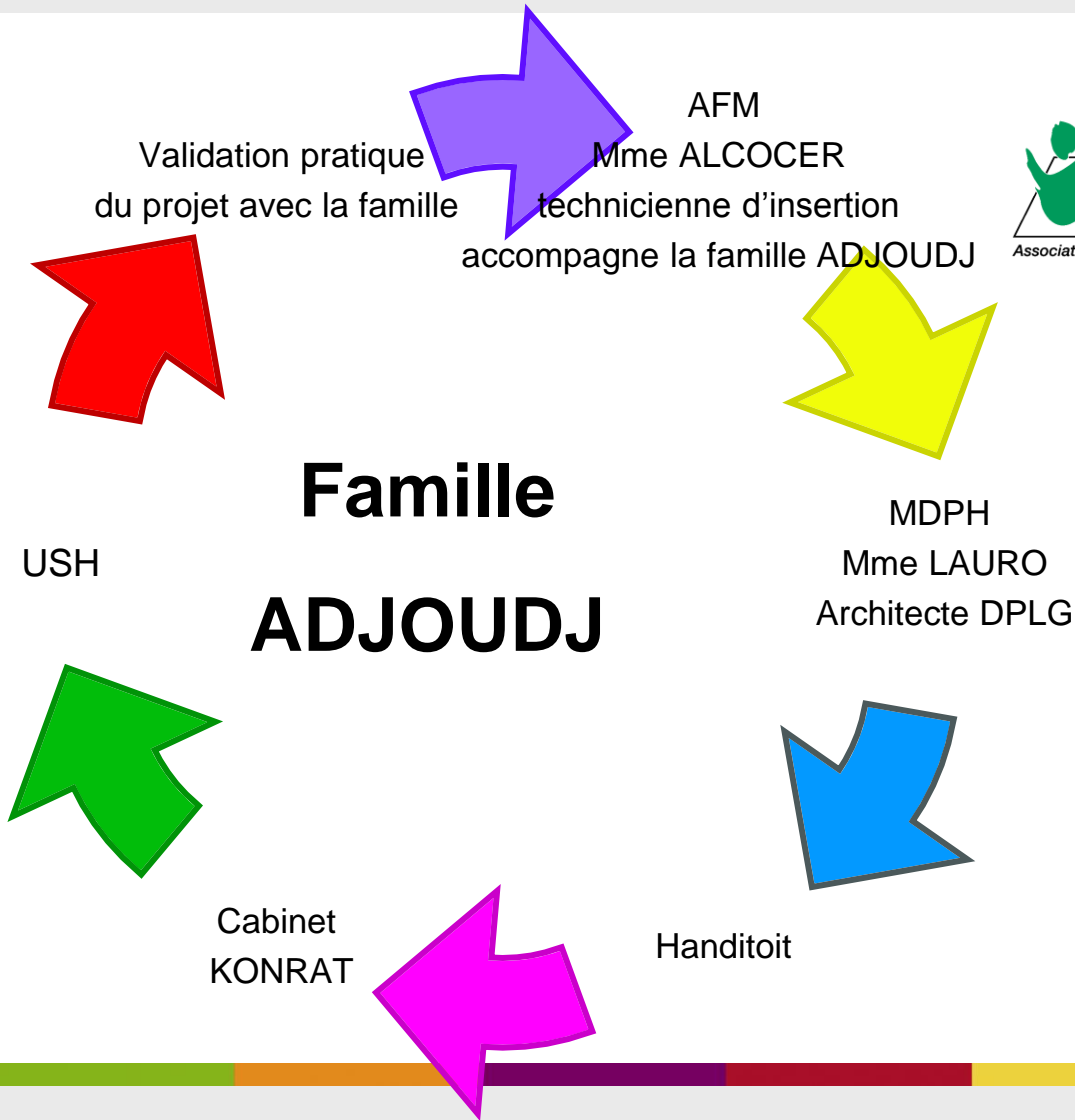 AFM
Mme ALCOCER
technicienne d’insertion
accompagne la famille ADJOUDJ
Validation pratique
du projet avec la famille
Famille
ADJOUDJ
USH
MDPH
Mme LAURO
Architecte DPLG
Cabinet
KONRAT
Handitoit
Associat